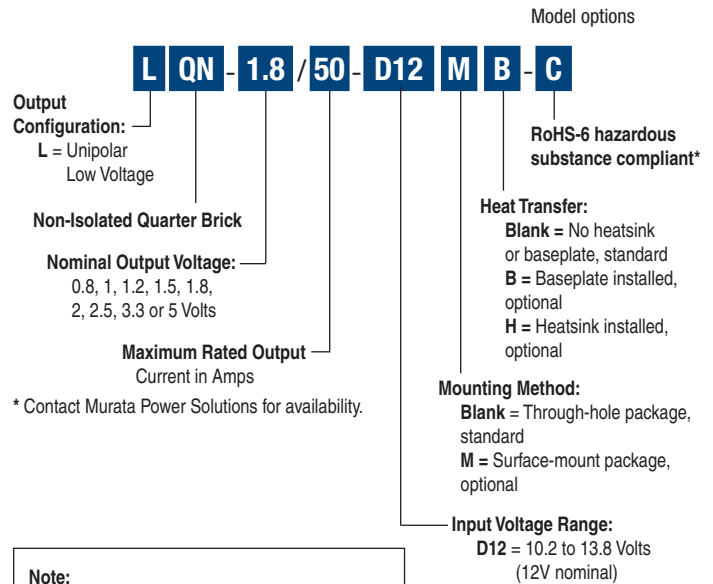 Model options
L QN - 1.8 / 50 - D12 M B - C
Output
Configuration:
L = Unipolar
Low Voltage
Non-Isolated Quarter Brick
Nominal Output Voltage:
0.8, 1, 1.2, 1.5, 1.8,
2, 2.5, 3.3 or 5 Volts
Maximum Rated Output
Current in Amps
* Contact Murata Power Solutions for availability.
RoHS-6 hazardous
substance compliant*
Heat Transfer:
Blank = No heatsink
or baseplate, standard
B = Baseplate installed,
optional
H = Heatsink installed,
optional
Mounting Method:
Blank = Through-hole package,
standard
M = Surface-mount package,
optional
Input Voltage Range:
D12 = 10.2 to 13.8 Volts
(12V nominal)
Note: